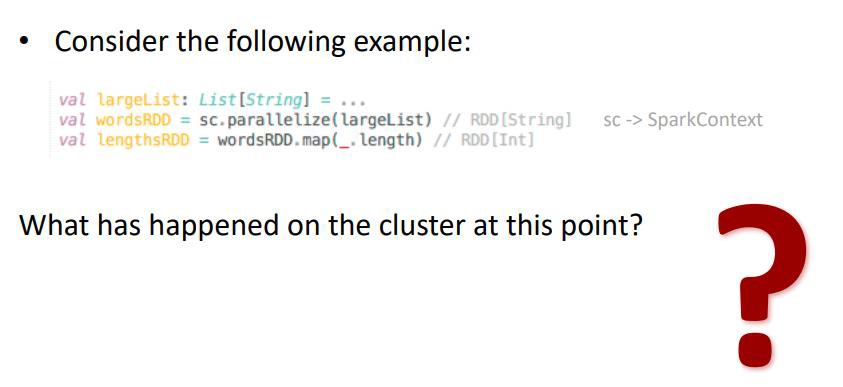 • Consider the following example:
val largeList: List[String] = ...
val wordsRDD = sc.parallelize(largeList) // RDD[String] sc -> SparkContext
val lengthsRDD = wordsRDD.map(_.length) // RDD[Int]
What has happened on the cluster at this point?
?